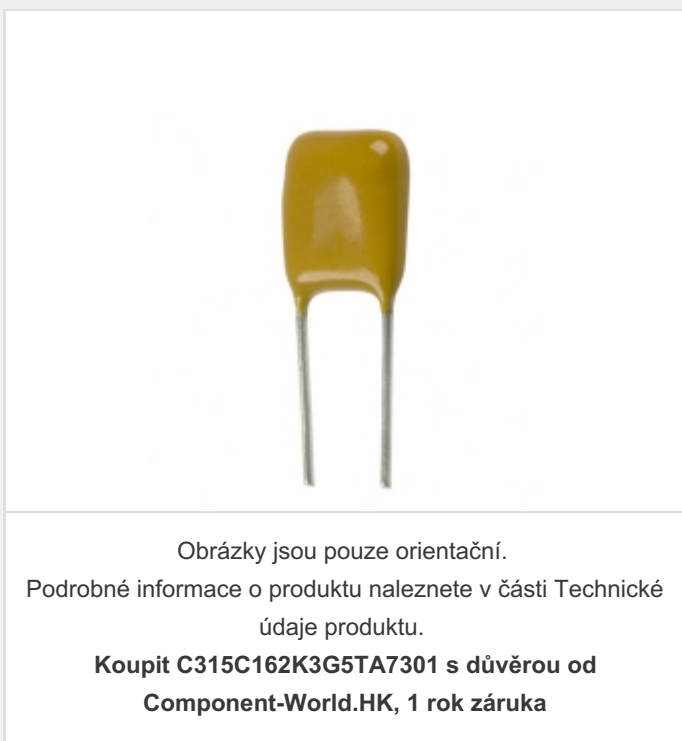 Obrázky jsou pouze orientační.
Podrobné informace o produktu naleznete v části Technické
údaje produktu.
Koupit C315C162K3G5TA7301 s důvěrou od
Component-World.HK, 1 rok záruka